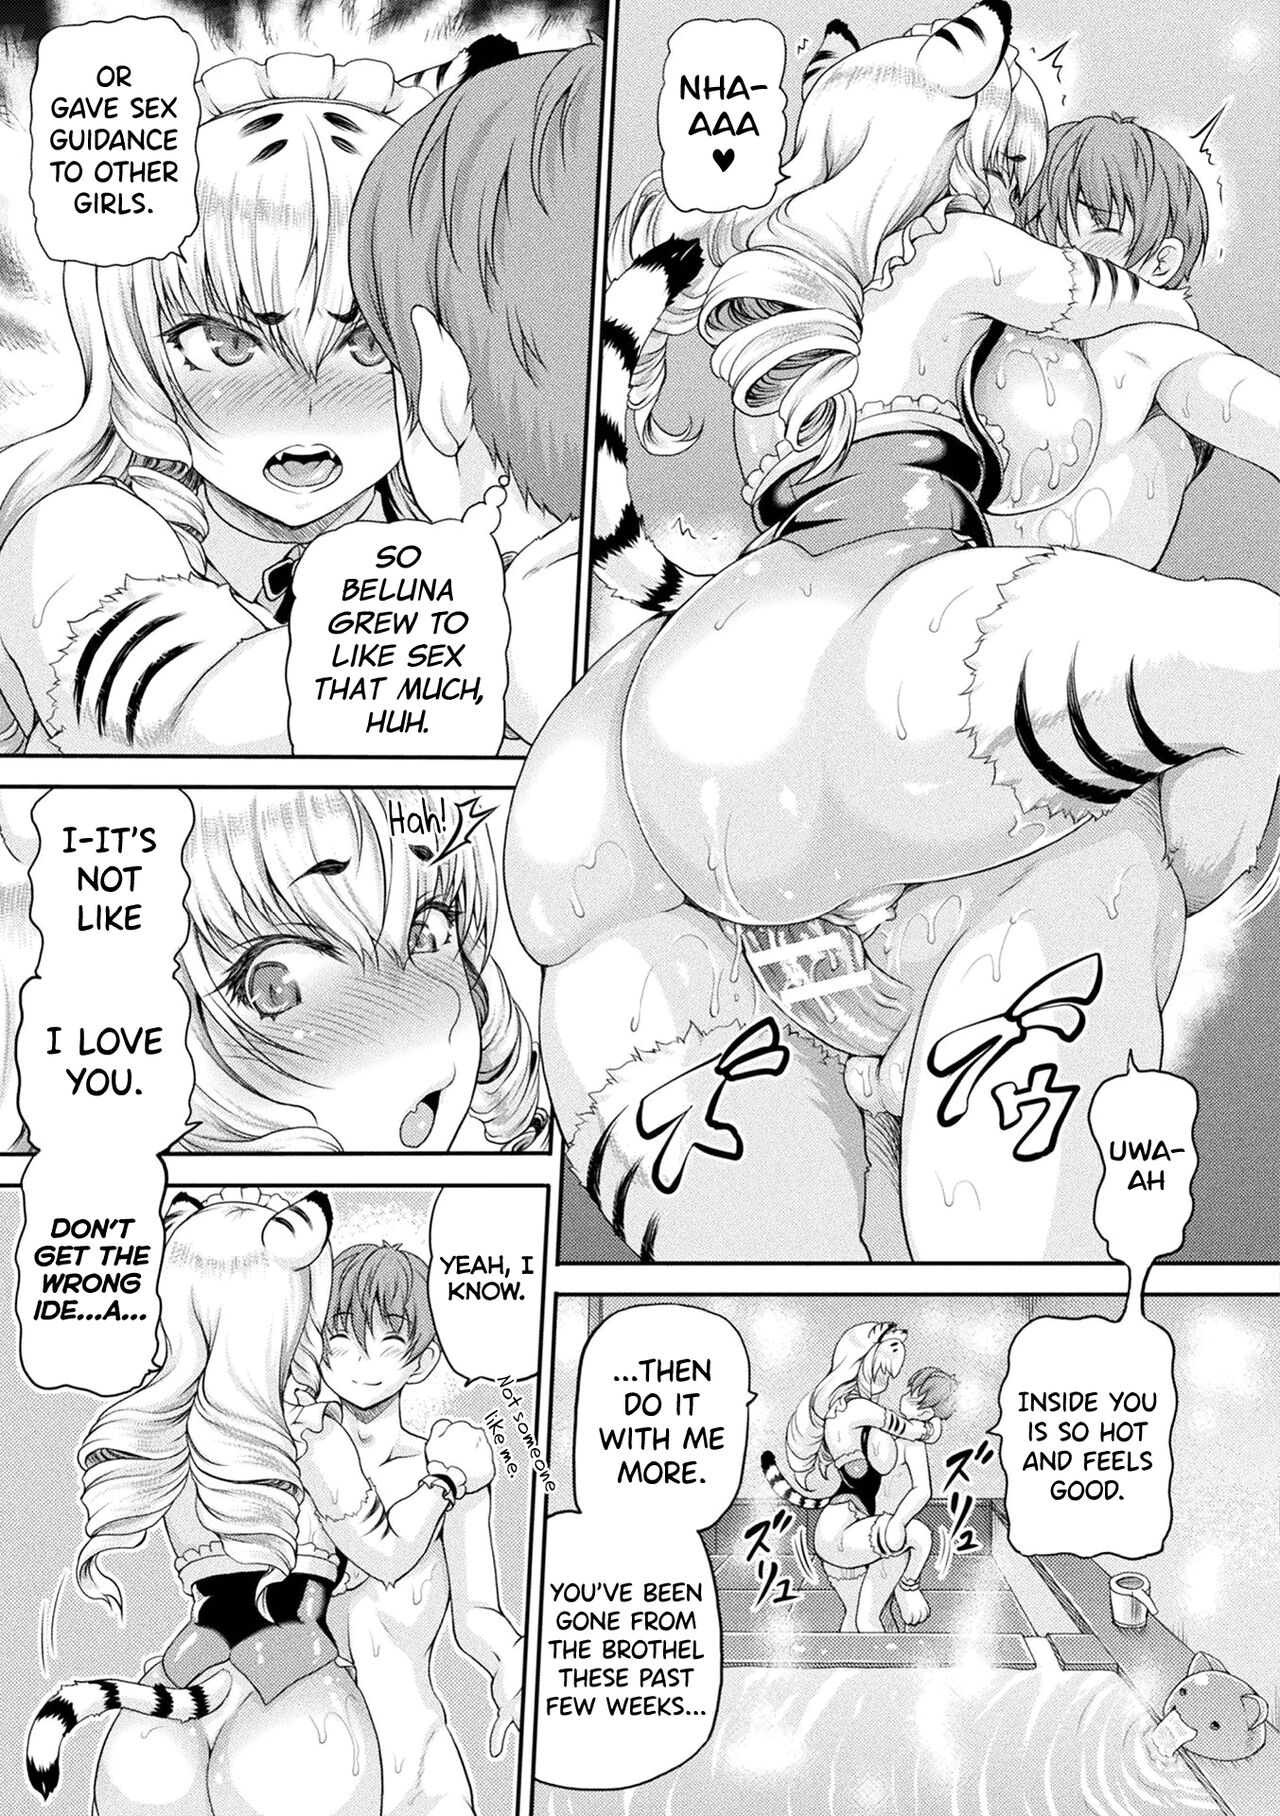 NHA-
AAA
♥
ズ
ブゥ
UWA-
AH
INSIDE YOU
IS SO HOT
AND FEELS
GOOD.
ズリュ
ズリュ
...THEN
DO IT
WITH ME
MORE.
YOU'VE BEEN
GONE FROM
THE BROTHEL
THESE PAST
FEW WEEKS...
OR
GAVE SEX
GUIDANCE
TO OTHER
GIRLS.
SO
BELUNA
GREW TO
LIKE SEX
THAT MUCH,
HUH.
Hah!
I-IT'S
NOT
LIKE
I LOVE
YOU.
DON'T
GET THE
WRONG
IDE...A...
YEAH, I
KNOW.
Not someone
like me.